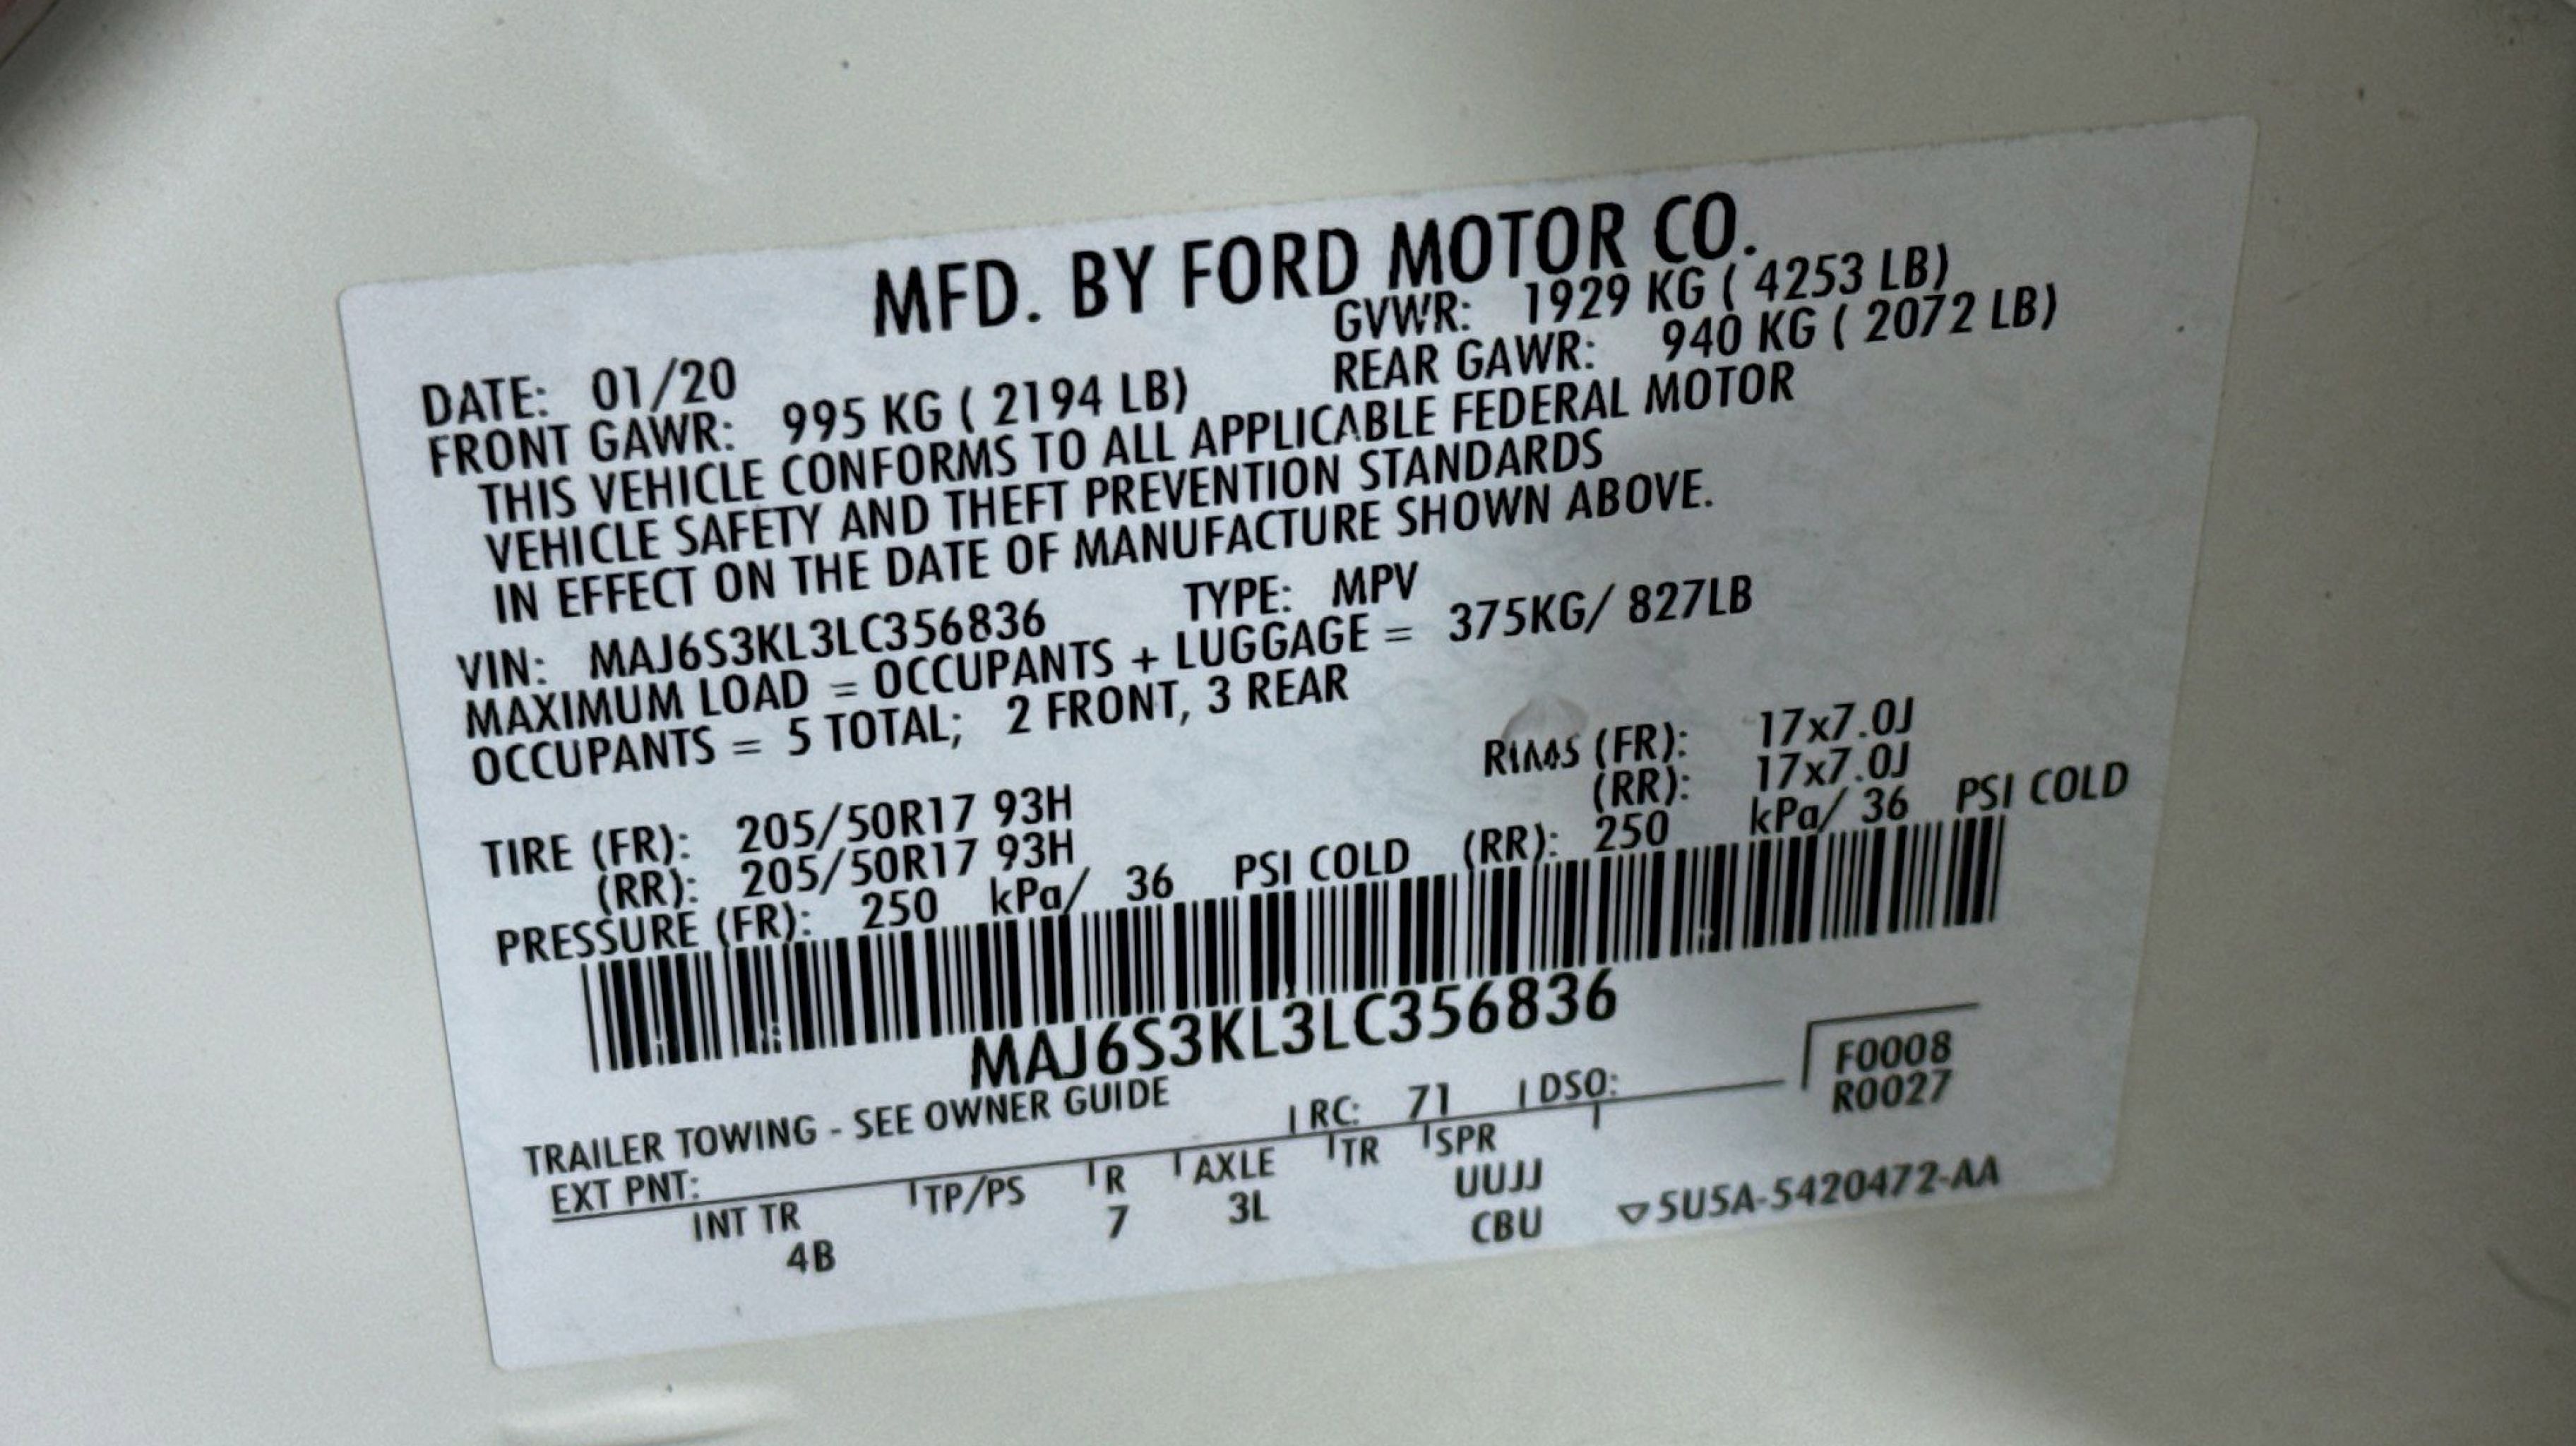 MFD. BY FORD MOTOR CO.
DATE: 01/20 GVWR: 1929 KG ( 4253 LB)
FRONT GAWR: 995 KG ( 2194 LB) REAR GAWR: 940 KG ( 2072 LB)
THIS VEHICLE CONFORMS TO ALL APPLICABLE FEDERAL MOTOR
VEHICLE SAFETY AND THEFT PREVENTION STANDARDS
IN EFFECT ON THE DATE OF MANUFACTURE SHOWN ABOVE.
VIN: MAJ6S3KL3LC356836 TYPE: MPV
MAXIMUM LOAD = OCCUPANTS + LUGGAGE = 375KG/ 827LB
OCCUPANTS = 5 TOTAL; 2 FRONT, 3 REAR
TIRE (FR): 205/50R17 93H RIMS (FR): 17x7.0J
(RR): 205/50R17 93H (RR): 17x7.0J
PRESSURE (FR): 250 kPa/ 36 PSI COLD (RR): 250 kPa/ 36 PSI COLD
MAJ6S3KL3LC356836
TRAILER TOWING - SEE OWNER GUIDE
F0008
R0027
EXT PNT: RC: 71 DSO:
INT TR TP/PS R AXLE TR SPR
4B 7 3L UUJJ
CBU
5U5A-5420472-AA